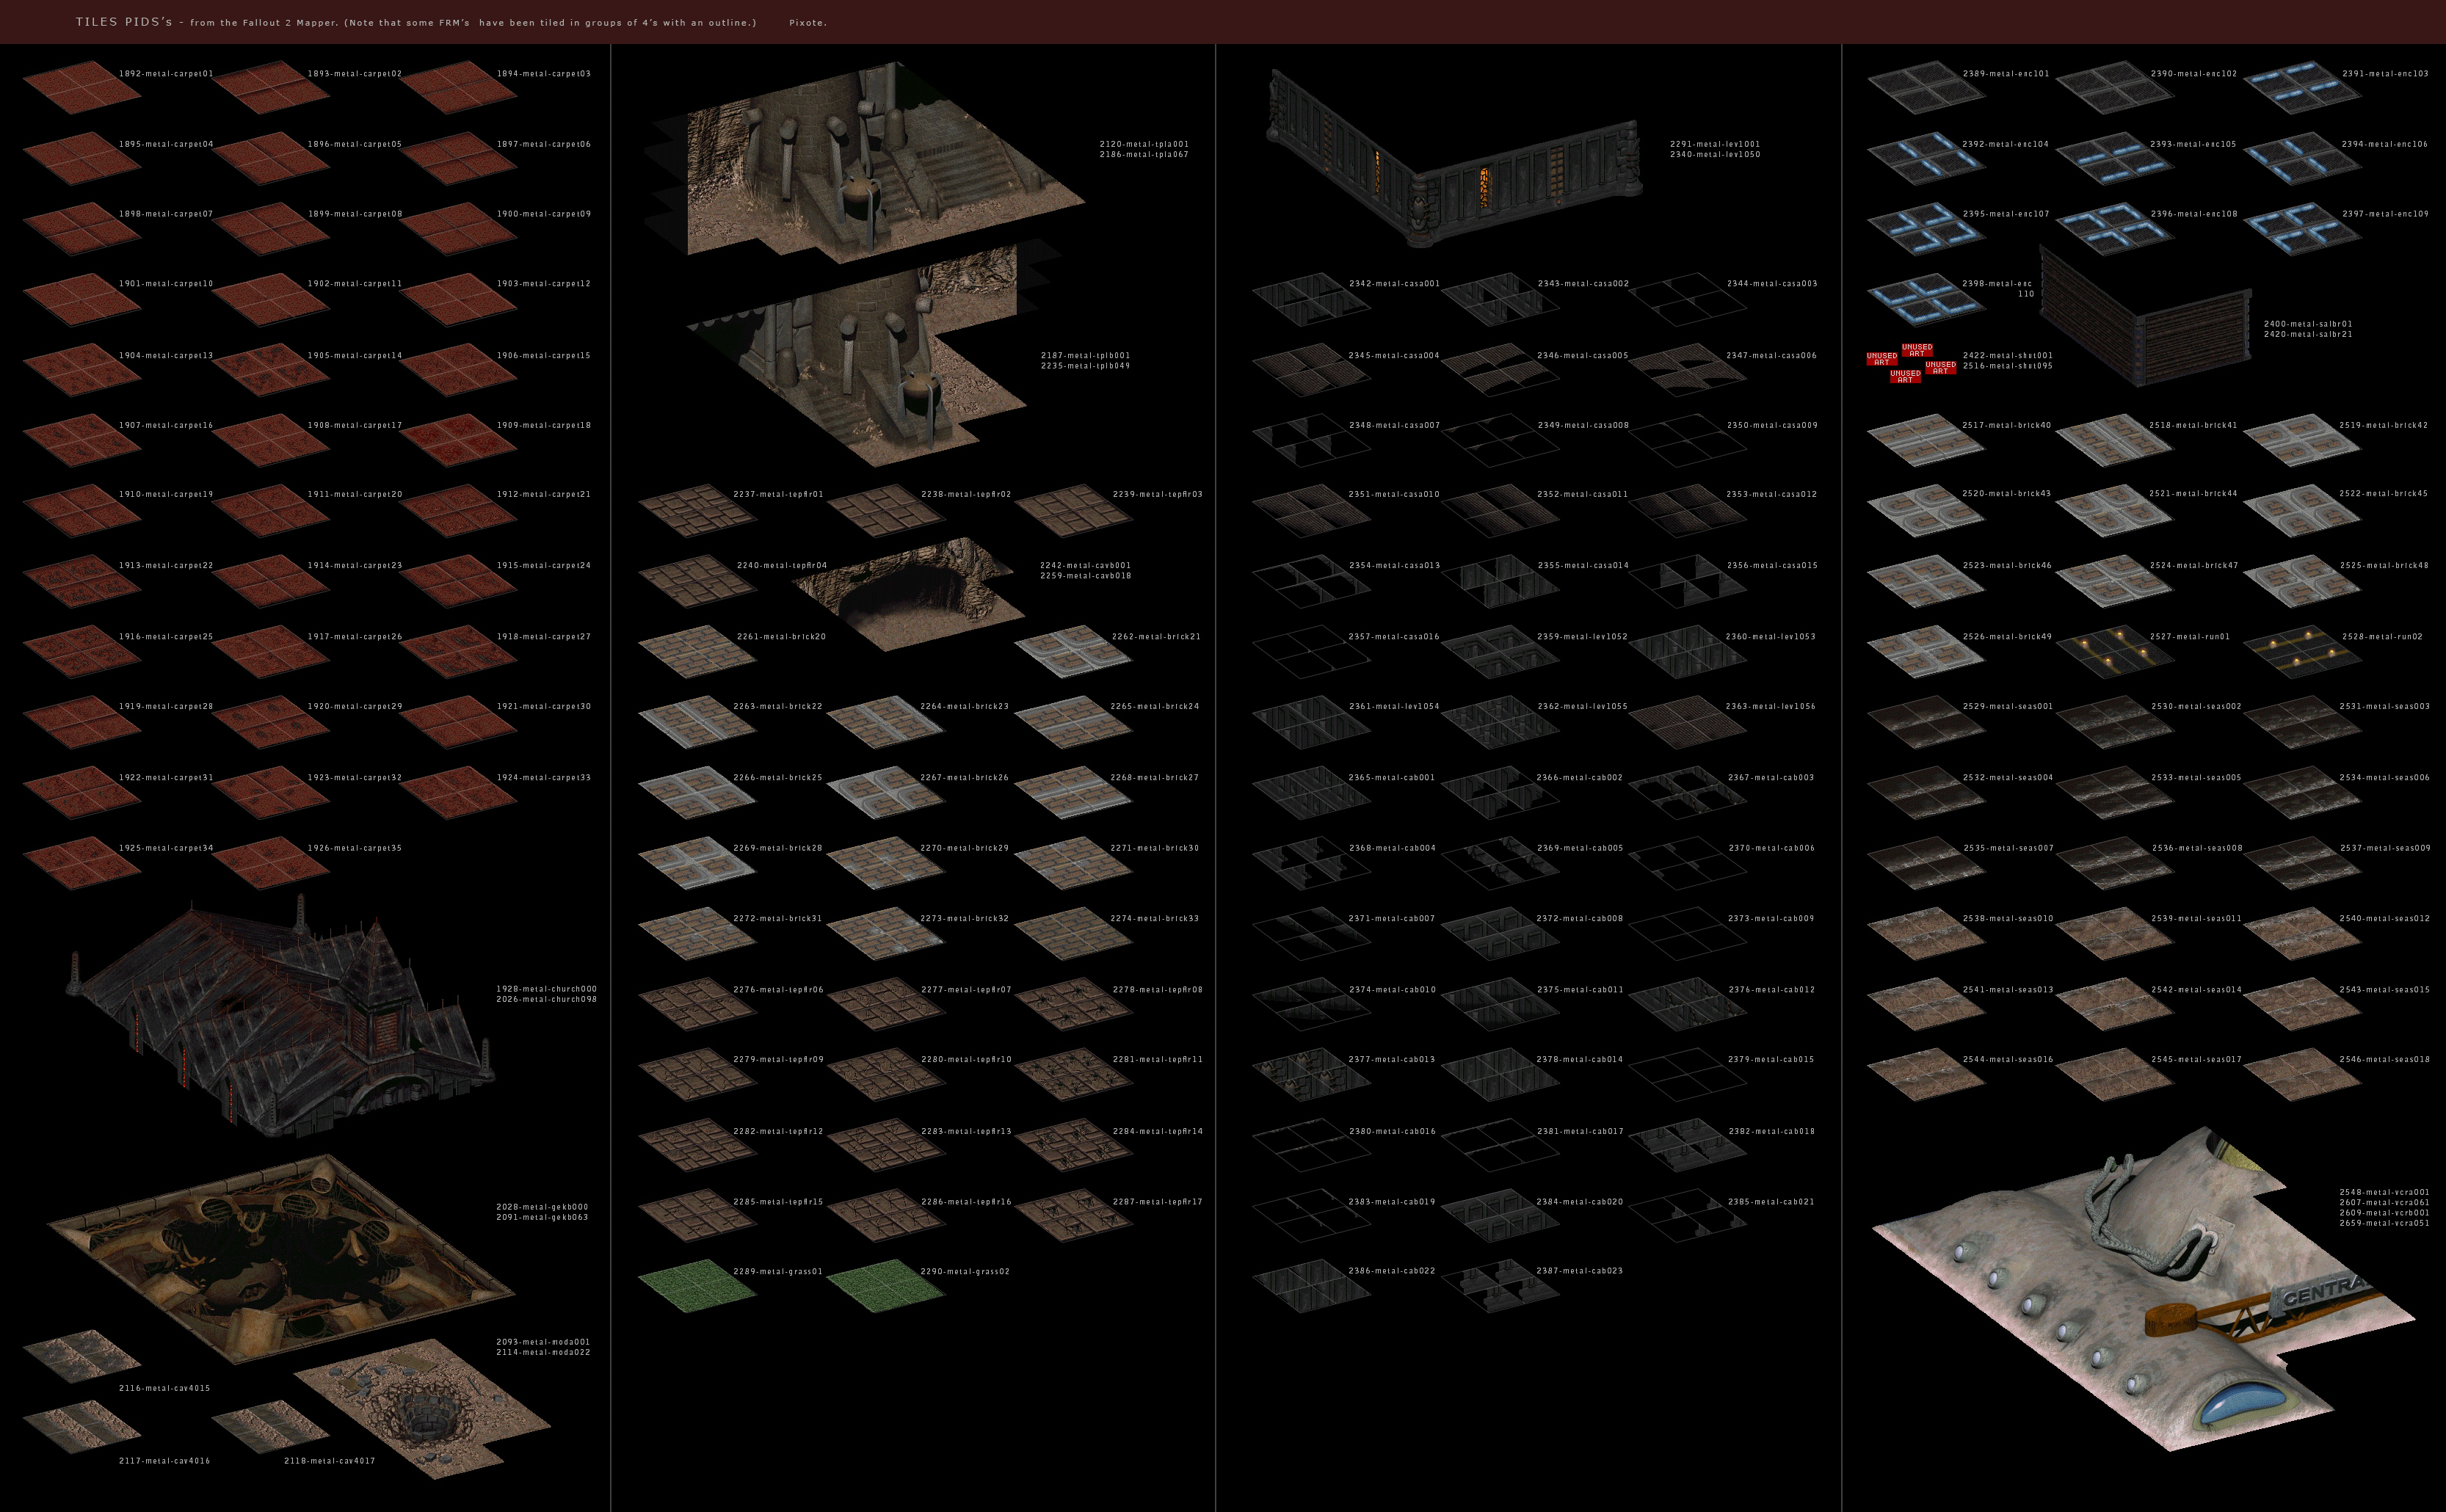 TILES PIDS's - from the Fallout 2 Mapper. (Note that some FRM's have been tiled in groups of 4's with an outline.) Pixote.
1892-metal-carpet01
1893-metal-carpet02
1894-metal-carpet03
1895-metal-carpet04
1896-metal-carpet05
1897-metal-carpet06
1898-metal-carpet07
1899-metal-carpet08
1900-metal-carpet09
1901-metal-carpet10
1902-metal-carpet11
1903-metal-carpet12
1904-metal-carpet13
1905-metal-carpet14
1906-metal-carpet15
1907-metal-carpet16
1908-metal-carpet17
1909-metal-carpet18
1910-metal-carpet19
1911-metal-carpet20
1912-metal-carpet21
1913-metal-carpet22
1914-metal-carpet23
1915-metal-carpet24
1916-metal-carpet25
1917-metal-carpet26
1918-metal-carpet27
1919-metal-carpet28
1920-metal-carpet29
1921-metal-carpet30
1922-metal-carpet31
1923-metal-carpet32
1924-metal-carpet33
1925-metal-carpet34
1926-metal-carpet35
1928-metal-church000
2026-metal-church098
2028-metal-gekb000
2091-metal-gekb063
2093-metal-moda001
2114-metal-moda022
2116-metal-cav4015
2117-metal-cav4016
2118-metal-cav4017
2120-metal-tpla001
2186-metal-tpla067
2187-metal-tplb001
2235-metal-tplb049
2237-metal-tepflr01
2238-metal-tepflr02
2239-metal-tepflr03
2240-metal-tepflr04
2242-metal-cavb001
2259-metal-cavb018
2261-metal-brick20
2262-metal-brick21
2263-metal-brick22
2264-metal-brick23
2265-metal-brick24
2266-metal-brick25
2267-metal-brick26
2268-metal-brick27
2269-metal-brick28
2270-metal-brick29
2271-metal-brick30
2272-metal-brick31
2273-metal-brick32
2274-metal-brick33
2276-metal-tepflr06
2277-metal-tepflr07
2278-metal-tepflr08
2279-metal-tepflr09
2280-metal-tepflr10
2281-metal-tepflr11
2282-metal-tepflr12
2283-metal-tepflr13
2284-metal-tepflr14
2285-metal-tepflr15
2286-metal-tepflr16
2287-metal-tepflr17
2289-metal-grass01
2290-metal-grass02
2291-metal-lev1001
2340-metal-lev1050
2342-metal-casa001
2343-metal-casa002
2344-metal-casa003
2345-metal-casa004
2346-metal-casa005
2347-metal-casa006
2348-metal-casa007
2349-metal-casa008
2350-metal-casa009
2351-metal-casa010
2352-metal-casa011
2353-metal-casa012
2354-metal-casa013
2355-metal-casa014
2356-metal-casa015
2357-metal-casa016
2359-metal-lev1052
2360-metal-lev1053
2361-metal-lev1054
2362-metal-lev1055
2363-metal-lev1056
2365-metal-cab001
2366-metal-cab002
2367-metal-cab003
2368-metal-cab004
2369-metal-cab005
2370-metal-cab006
2371-metal-cab007
2372-metal-cab008
2373-metal-cab009
2374-metal-cab010
2375-metal-cab011
2376-metal-cab012
2377-metal-cab013
2378-metal-cab014
2379-metal-cab015
2380-metal-cab016
2381-metal-cab017
2382-metal-cab018
2383-metal-cab019
2384-metal-cab020
2385-metal-cab021
2386-metal-cab022
2387-metal-cab023
2389-metal-enc101
2390-metal-enc102
2391-metal-enc103
2392-metal-enc104
2393-metal-enc105
2394-metal-enc106
2395-metal-enc107
2396-metal-enc108
2397-metal-enc109
2398-metal-enc
110
2400-metal-salbr01
2420-metal-salbr21
UNUSED
ART
UNUSED
ART
UNUSED
ART
UNUSED
ART
2422-metal-shut001
2516-metal-shut095
2517-metal-brick40
2518-metal-brick41
2519-metal-brick42
2520-metal-brick43
2521-metal-brick44
2522-metal-brick45
2523-metal-brick46
2524-metal-brick47
2525-metal-brick48
2526-metal-brick49
2527-metal-run01
2528-metal-run02
2529-metal-seas001
2530-metal-seas002
2531-metal-seas003
2532-metal-seas004
2533-metal-seas005
2534-metal-seas006
2535-metal-seas007
2536-metal-seas008
2537-metal-seas009
2538-metal-seas010
2539-metal-seas011
2540-metal-seas012
2541-metal-seas013
2542-metal-seas014
2543-metal-seas015
2544-metal-seas016
2545-metal-seas017
2546-metal-seas018
2548-metal-vcra001
2607-metal-vcra061
2609-metal-vcrb001
2659-metal-vcra051
CENTRA